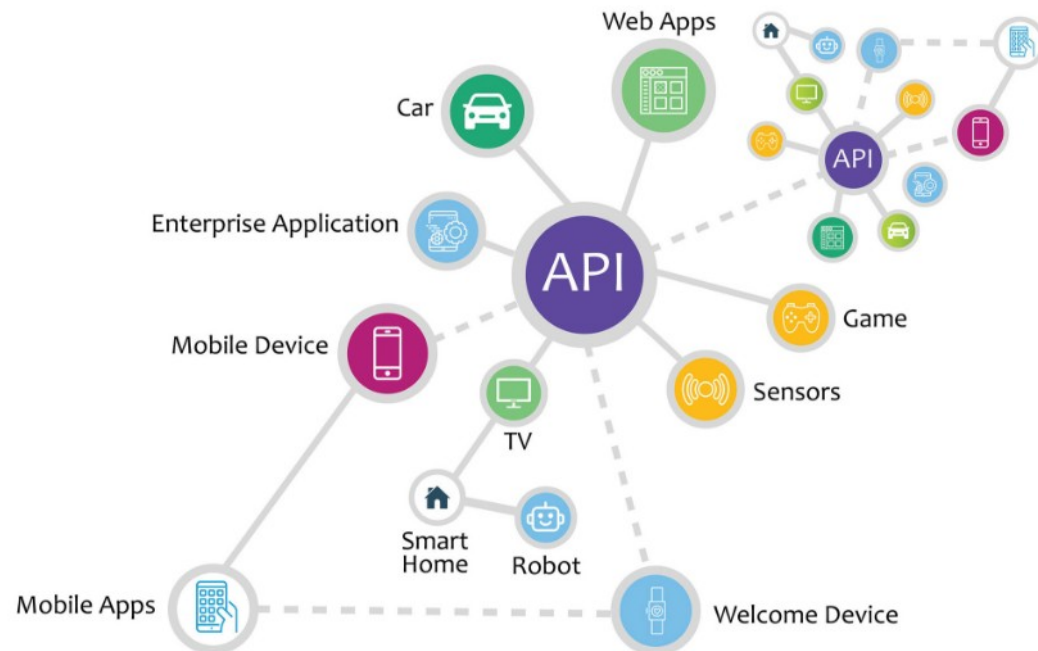 Web Apps
Car
API
Enterprise Application
API
Game
Mobile Device
Sensors
TV
Smart
Home
Robot
Mobile Apps
Welcome Device